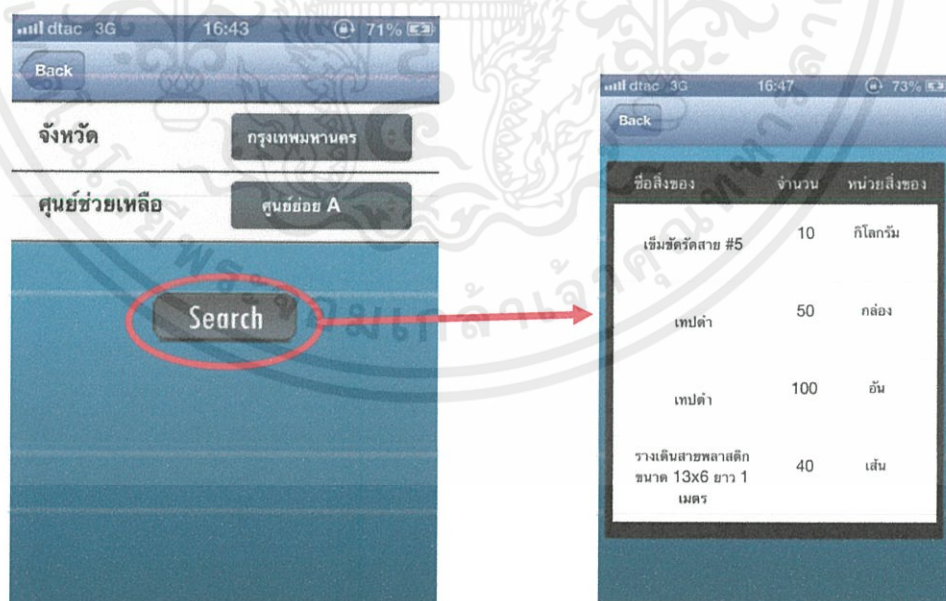 dtac 3G 16:43 71%
Back
จังหวัด กรุงเทพมหานคร
ศูนย์ช่วยเหลือ ศูนย์ย่อย A
Search
dtac 3G 16:47 73%
Back
ชื่อสิ่งของ จำนวน หน่วยสิ่งของ
เข็มขัดรัดสาย #5 10 กิโลกรัม
เทปดำ 50 กล่อง
เทปดำ 100 อัน
รางเดินสายพลาสติก
ขนาด 13x6 ยาว 1
เมตร
40 เส้น